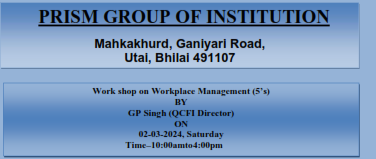 PRISM GROUP OF INSTITUTION
Mahkakhurd, Ganiyari Road,
Utai, Bhilai 491107
Work shop on Workplace Management (5's)
BY
GP Singh (QCFI Director)
ON
02-03-2024, Saturday
Time–10:00amto4:00pm